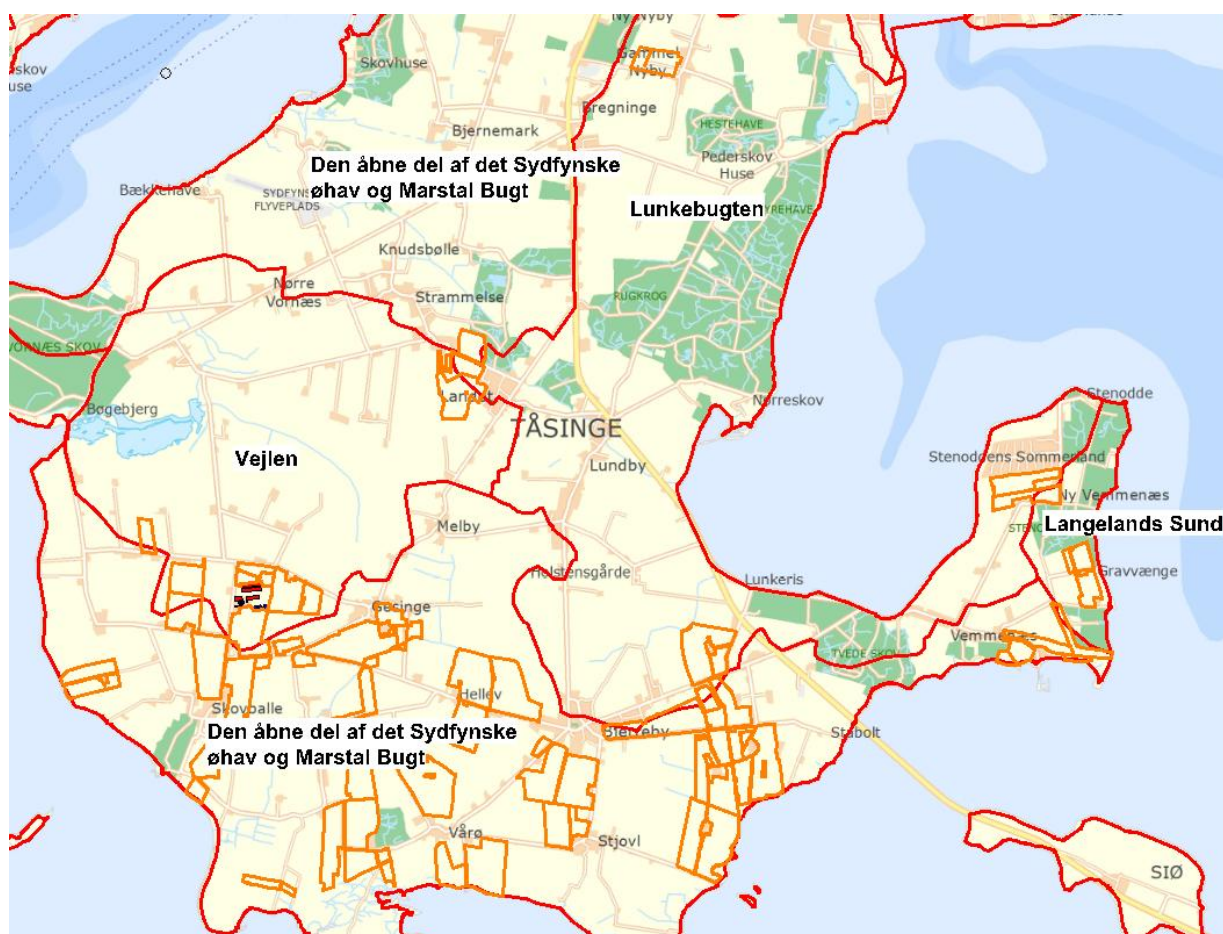 skov
use
Skovhuse
Ny Nyby
Gammel
Nyby
Bregninge
Bjernemark
HESTEHAVE
Pederskov
Huse
Den åbne del af det Sydfynske
øhav og Marstal Bugt
Bækkehave
SYDFYNS
FLYVEPLADS
Lunkebugten
YREHAVE
Knudsbølle
Nørre
Vornæs
Strammelse
RUGKROG
VORNÆS SKOV
Landet
Nørreskov
Stenodde
Bøgebjerg
TÅSINGE
Vejlen
Lundby
Stenoddens Sommerland
Ny Vemmenæs
Langelands Sund
Melby
Holstensgårde
Lunkeris
Gravvænge
Gesinge
Vemmenæs
TVEDE SKOV
Hellev
Skovballe
Den åbne del af det Sydfynske
øhav og Marstal Bugt
Bjerreby
Stabolt
Vårø
Stjovl
SIØ